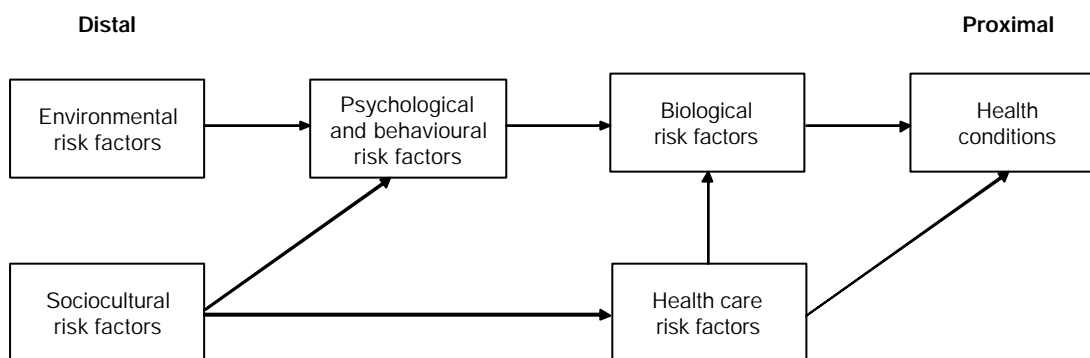 Distal
Proximal
Environmental
risk factors
Psychological
and behavioural
risk factors
Biological
risk factors
Health
conditions
Sociocultural
risk factors
Health care
risk factors